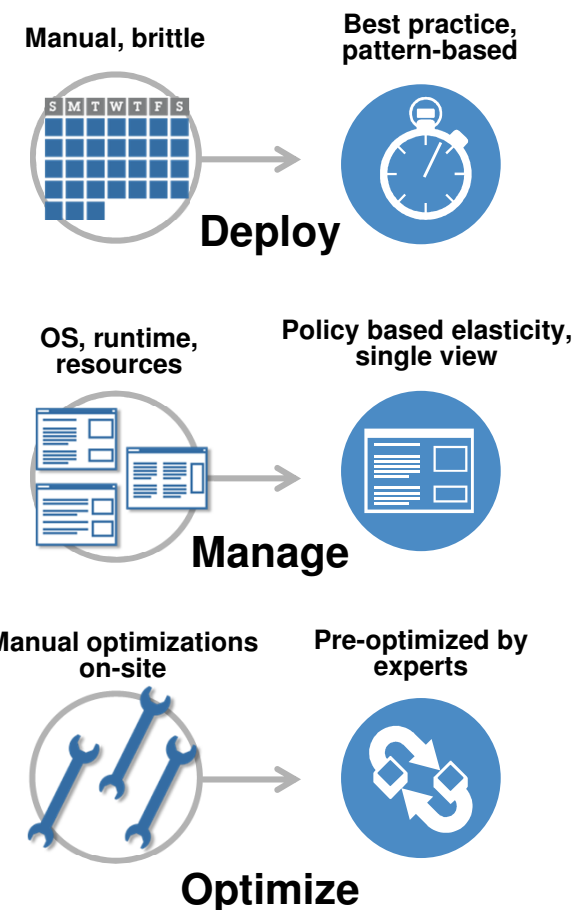 Manual, brittle
Best practice,
pattern-based
S M T W T F S
Deploy
OS, runtime,
resources
Policy based elasticity,
single view
Manage
Manual optimizations
on-site
Pre-optimized by
experts
Optimize